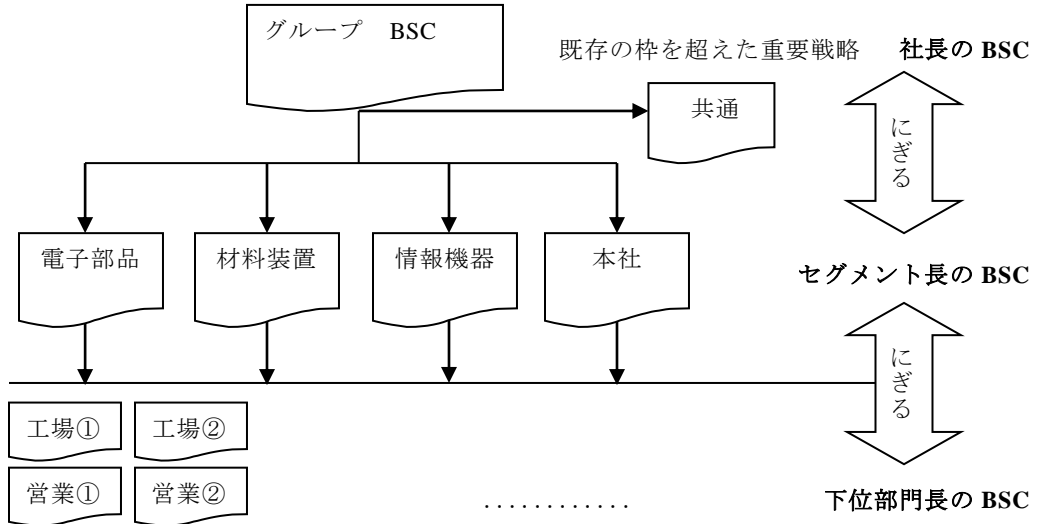 グループ　BSC
既存の枠を超えた重要戦略
社長の BSC
共通
にぎる
電子部品
材料装置
情報機器
本社
セグメント長の BSC
にぎる
工場①
工場②
営業①
営業②
............
下位部門長の BSC